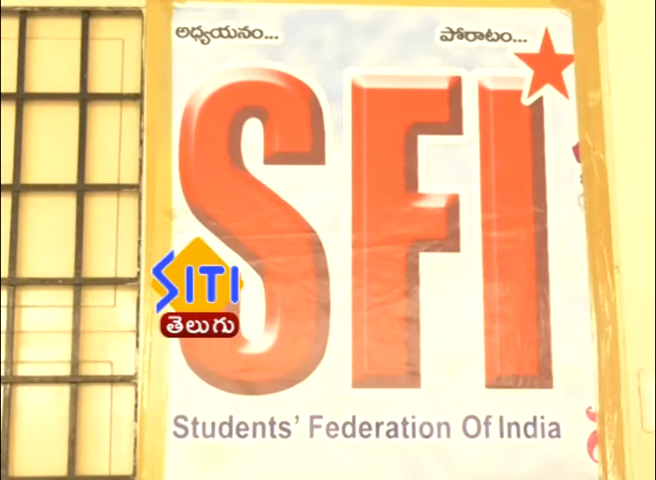 అధ్యయనం... పోరాటం...
SFI
SITI
తెలుగు
Students' Federation Of India